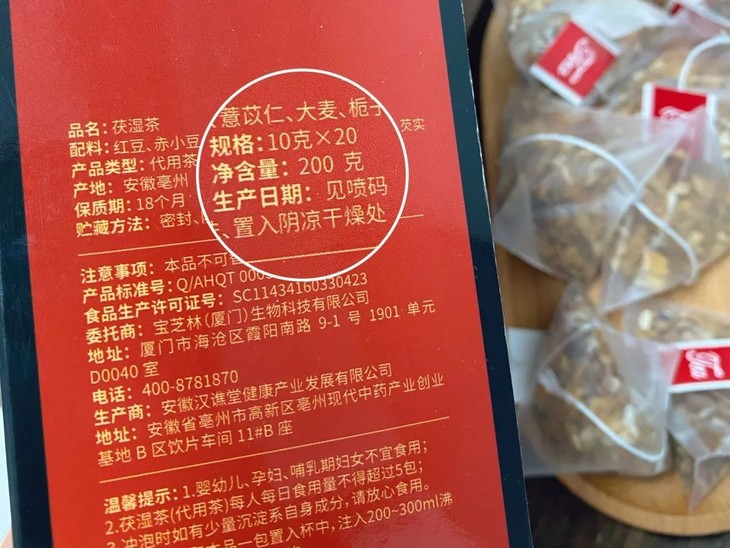 品名：茯湿茶
配料：红豆、赤小豆
薏苡仁、大麦、栀子
芡实
产品类型：代用茶
规格：10克×20
产地：安徽亳州
净含量：200 克
保质期：18个月
生产日期：见喷码
贮藏方法：密封、
置入阴凉干燥处
注意事项：本品不可
产品标准号：Q/AHQT 000
食品生产许可证号：SC11434160330423
委托商：宝芝林（厦门）生物科技有限公司
地址：厦门市海沧区霞阳南路 9-1 号 1901 单元
D0040 室
电话：400-8781870
生产商：安徽汉谯堂健康产业发展有限公司
地址：安徽省亳州市高新区亳州现代中药产业创业
基地 B 区饮片车间 11#B 座
温馨提示：1.婴幼儿、孕妇、哺乳期妇女不宜食用；
2.茯湿茶(代用茶)每人每日食用量不得超过5包；
3.冲泡时如有少量沉淀系自身成分，请放心食用。
本品一包置入杯中，注入200~300ml沸
Tea
Tea